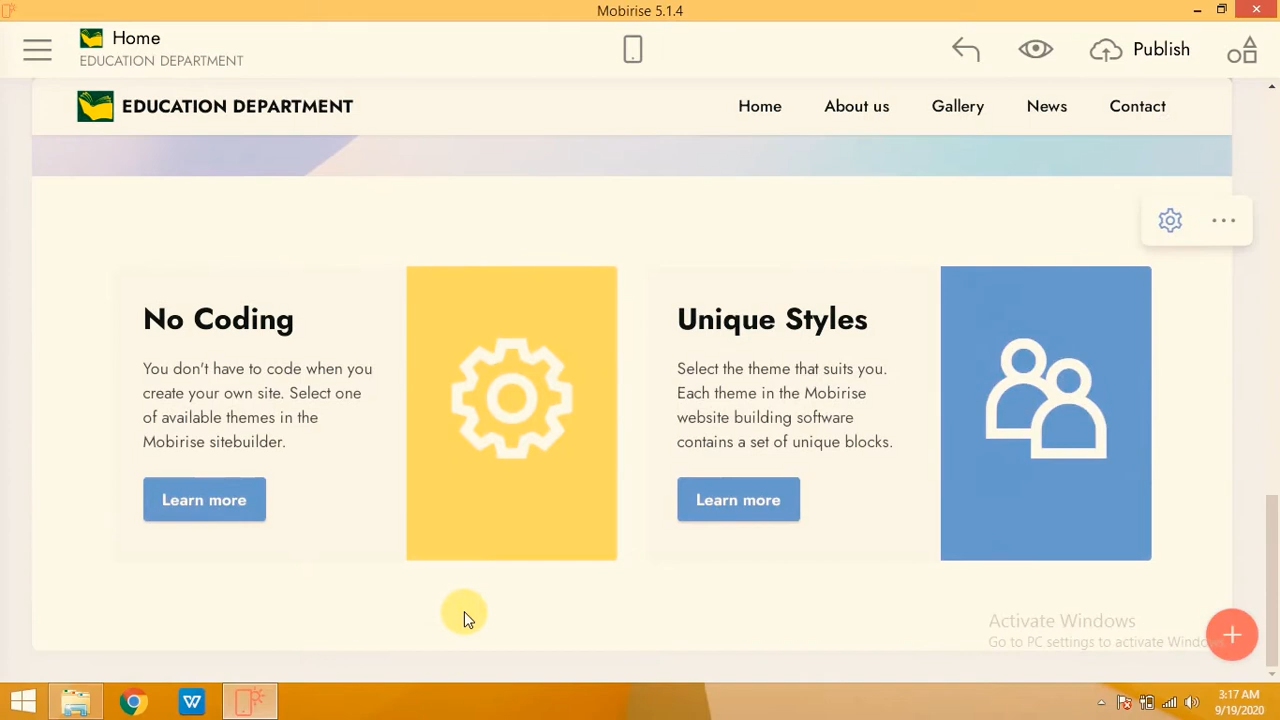 Mobirise 5.1.4
Home
EDUCATION DEPARTMENT
Publish
EDUCATION DEPARTMENT
Home
About us
Gallery
News
Contact
No Coding
You don't have to code when you
create your own site. Select one
of available themes in the
Mobirise sitebuilder.
Learn more
Unique Styles
Select the theme that suits you.
Each theme in the Mobirise
website building software
contains a set of unique blocks.
Learn more
Activate Windows
Go to PC settings to activate Windows.
3:17 AM
9/19/2020